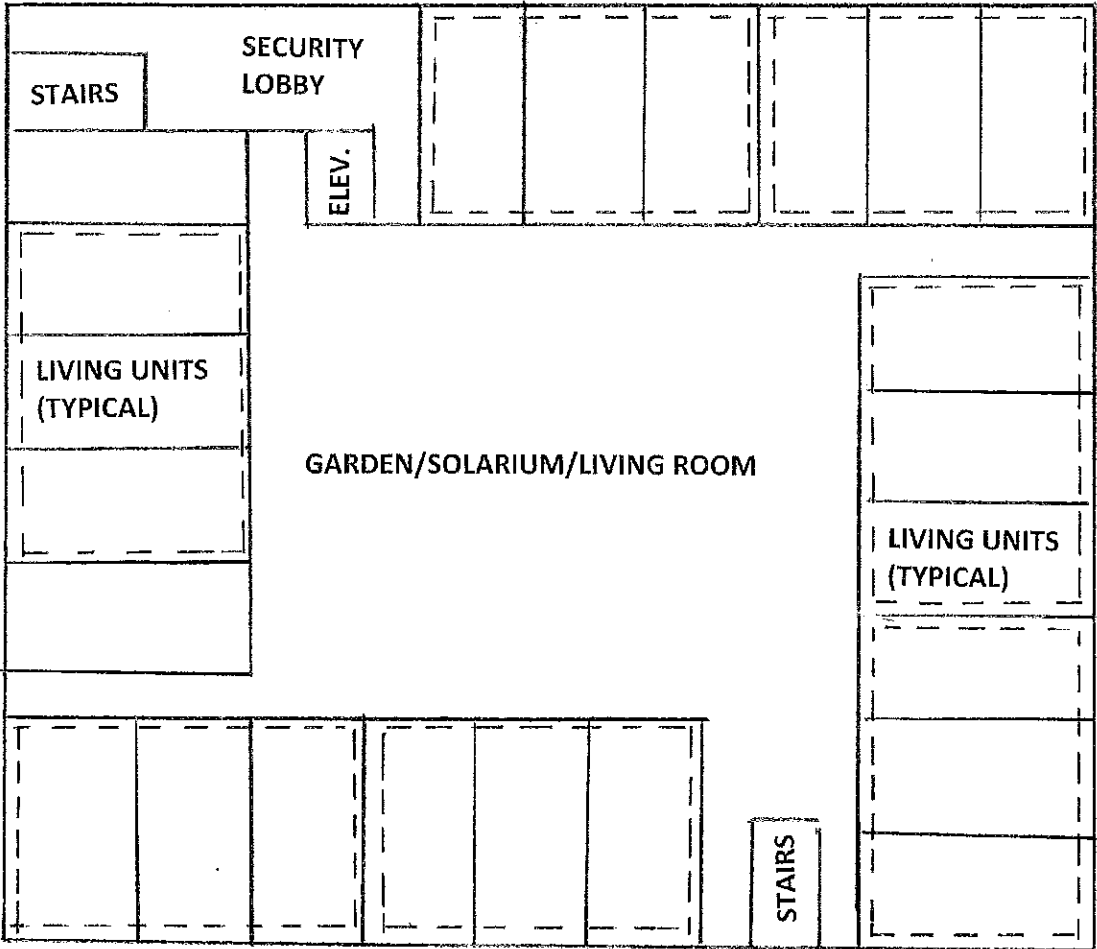 SECURITY
LOBBY
STAIRS
ELEV.
LIVING UNITS
(TYPICAL)
GARDEN/SOLARIUM/LIVING ROOM
LIVING UNITS
(TYPICAL)
STAIRS